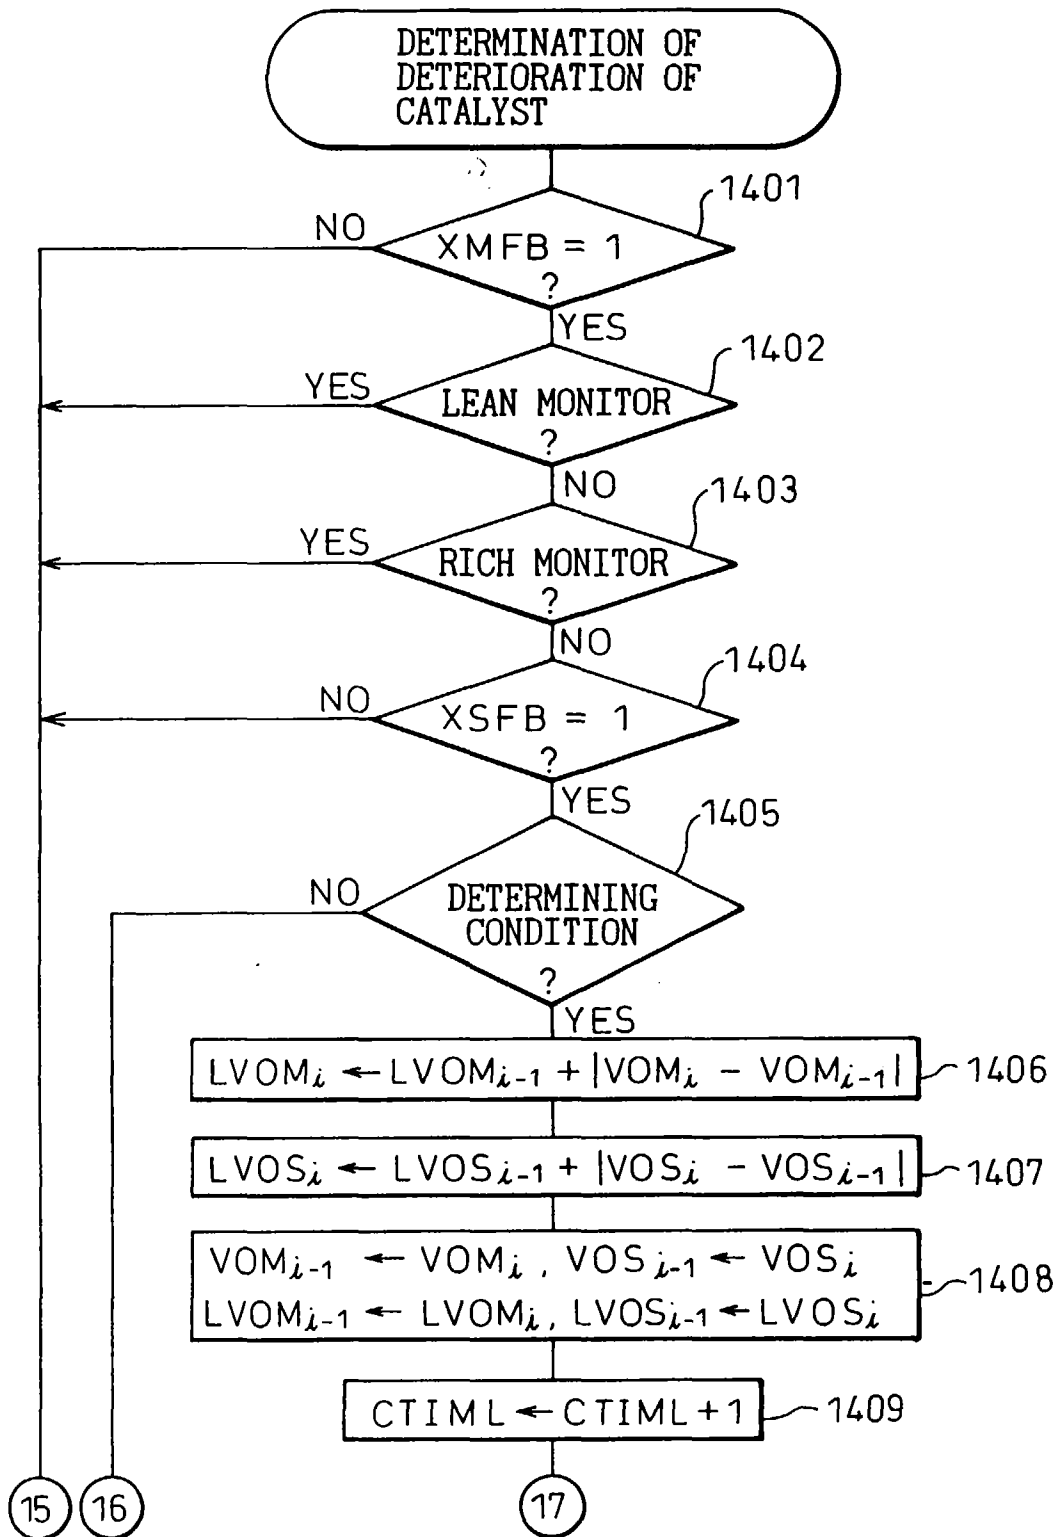 DETERMINATION OF
DETERIORATION OF
CATALYST
1401
NO
XMFB = 1
?
YES
1402
YES
LEAN MONITOR
?
NO
1403
YES
RICH MONITOR
?
NO
1404
NO
XSFB = 1
?
YES
1405
NO
DETERMINING
CONDITION
?
YES
LVOMᵢ ← LVOMᵢ₋₁ + |VOMᵢ - VOMᵢ₋₁|
1406
LVOSᵢ ← LVOSᵢ₋₁ + |VOSᵢ - VOSᵢ₋₁|
1407
VOMᵢ₋₁ ← VOMᵢ, VOSᵢ₋₁ ← VOSᵢ
LVOMᵢ₋₁ ← LVOMᵢ, LVOSᵢ₋₁ ← LVOSᵢ
1408
CTIML ← CTIML + 1
1409
15
16
17